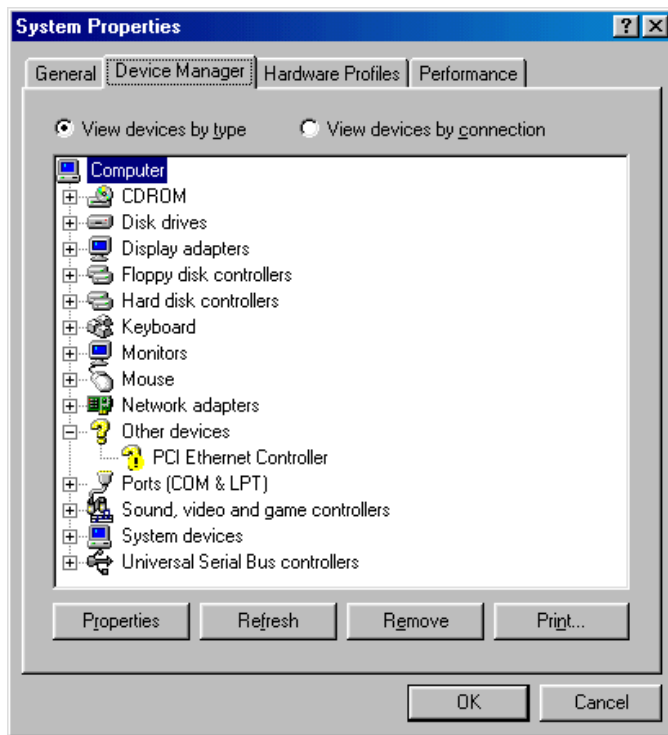 System Properties
General Device Manager Hardware Profiles Performance
View devices by type View devices by connection
Computer
CDROM
Disk drives
Display adapters
Floppy disk controllers
Hard disk controllers
Keyboard
Monitors
Mouse
Network adapters
Other devices
PCI Ethernet Controller
Ports (COM & LPT)
Sound, video and game controllers
System devices
Universal Serial Bus controllers
Properties Refresh Remove Print...
OK Cancel